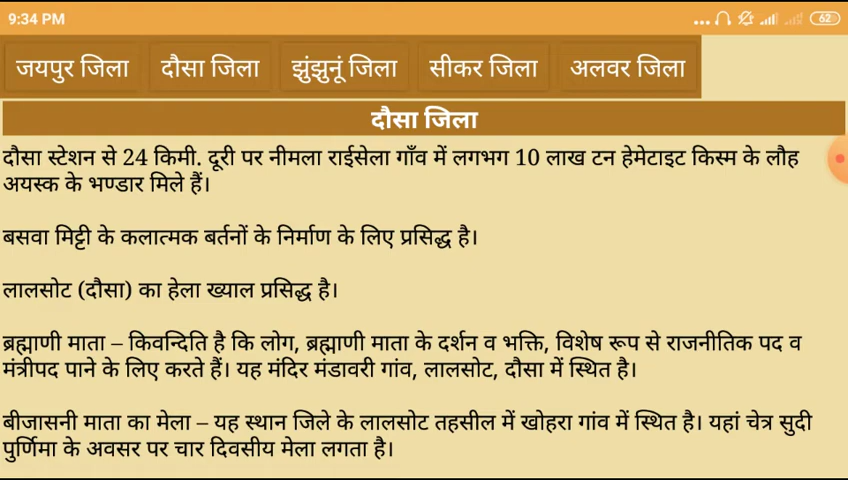 9:34 PM
62
जयपुर जिला दौसा जिला झुंझुनूं जिला सीकर जिला अलवर जिला
दौसा जिला
दौसा स्टेशन से 24 किमी. दूरी पर नीमला राईसेला गाँव में लगभग 10 लाख टन हेमेटाइट किस्म के लौह
अयस्क के भण्डार मिले हैं।
बसवा मिट्टी के कलात्मक बर्तनों के निर्माण के लिए प्रसिद्ध है।
लालसोट (दौसा) का हेला ख्याल प्रसिद्ध है।
ब्रह्माणी माता – किवन्दिति है कि लोग, ब्रह्माणी माता के दर्शन व भक्ति, विशेष रूप से राजनीतिक पद व
मंत्रीपद पाने के लिए करते हैं। यह मंदिर मंडावरी गांव, लालसोट, दौसा में स्थित है।
बीजासनी माता का मेला – यह स्थान जिले के लालसोट तहसील में खोहरा गांव में स्थित है। यहां चेत्र सुदी
पुर्णिमा के अवसर पर चार दिवसीय मेला लगता है।